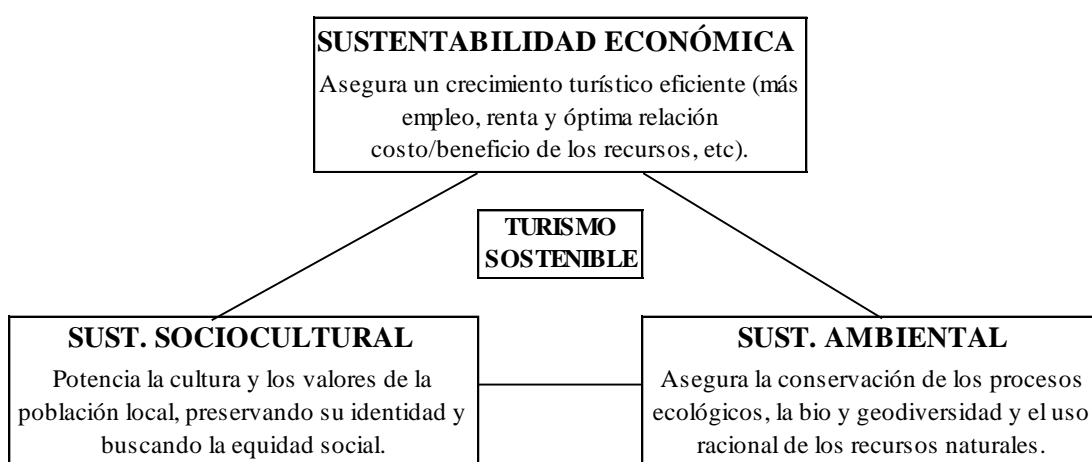 SUSTENTABILIDAD ECONÓMICA
Asegura un crecimiento turístico eficiente (más
empleo, renta y óptima relación
costo/beneficio de los recursos, etc).
TURISMO
SOSTENIBLE
SUST. SOCIOCULTURAL
Potencia la cultura y los valores de la
población local, preservando su identidad y
buscando la equidad social.
SUST. AMBIENTAL
Asegura la conservación de los procesos
ecológicos, la bio y geodiversidad y el uso
racional de los recursos naturales.